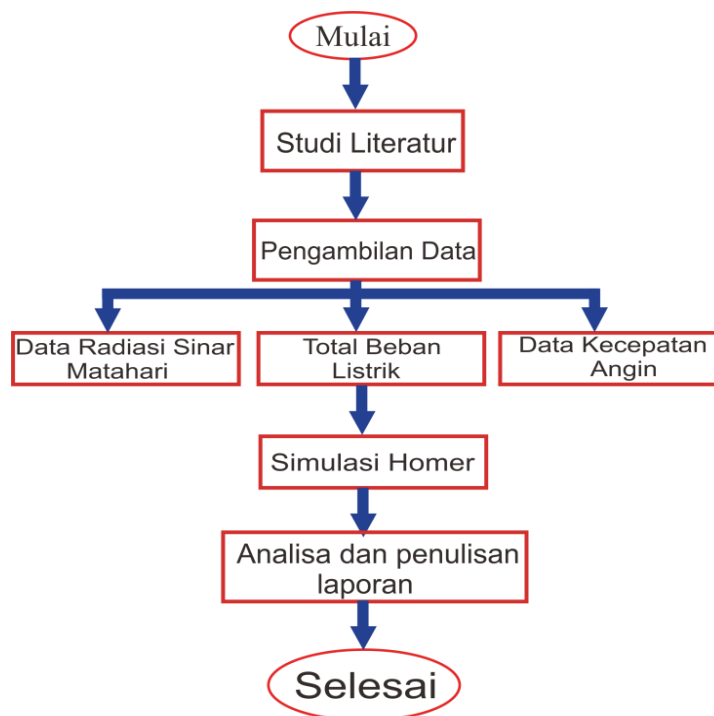 Mulai
Studi Literatur
Pengambilan Data
Data Radiasi Sinar
Matahari
Total Beban
Listrik
Data Kecepatan
Angin
Simulasi Homer
Analisa dan penulisan
laporan
Selesai